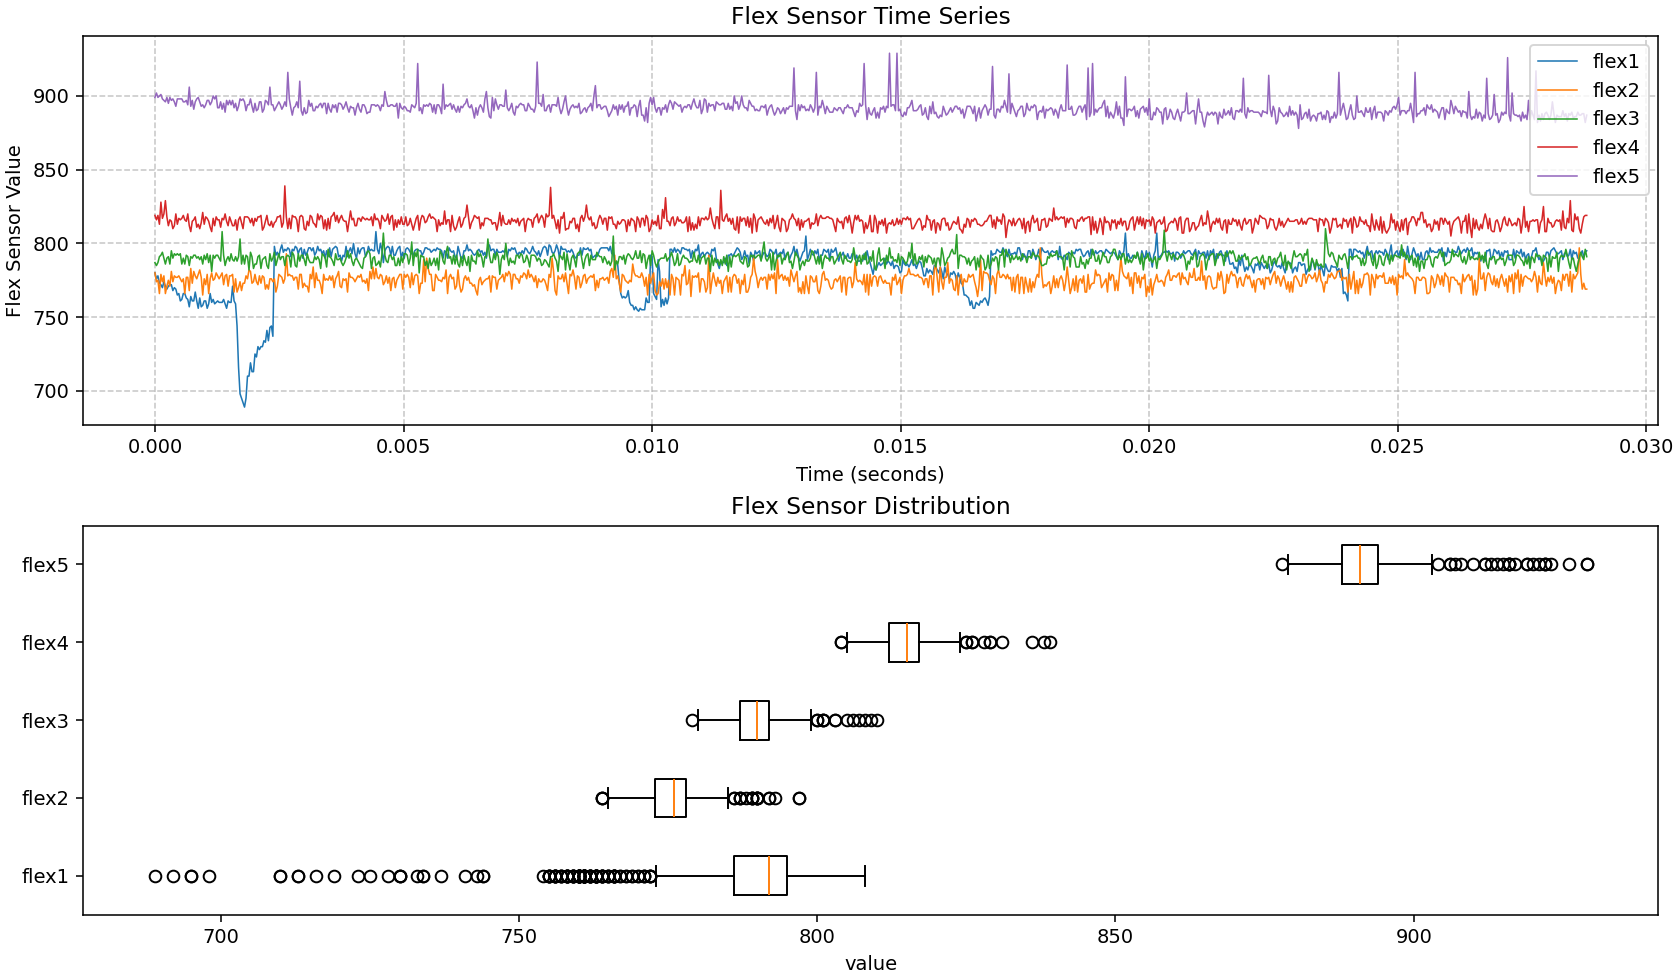 Flex Sensor Time Series
Flex Sensor Value
900
850
800
750
700
flex1
flex2
flex3
flex4
flex5
0.000 0.005 0.010 0.015 0.020 0.025 0.030
Time (seconds)
Flex Sensor Distribution
flex5
flex4
flex3
flex2
flex1
700 750 800 850 900
value